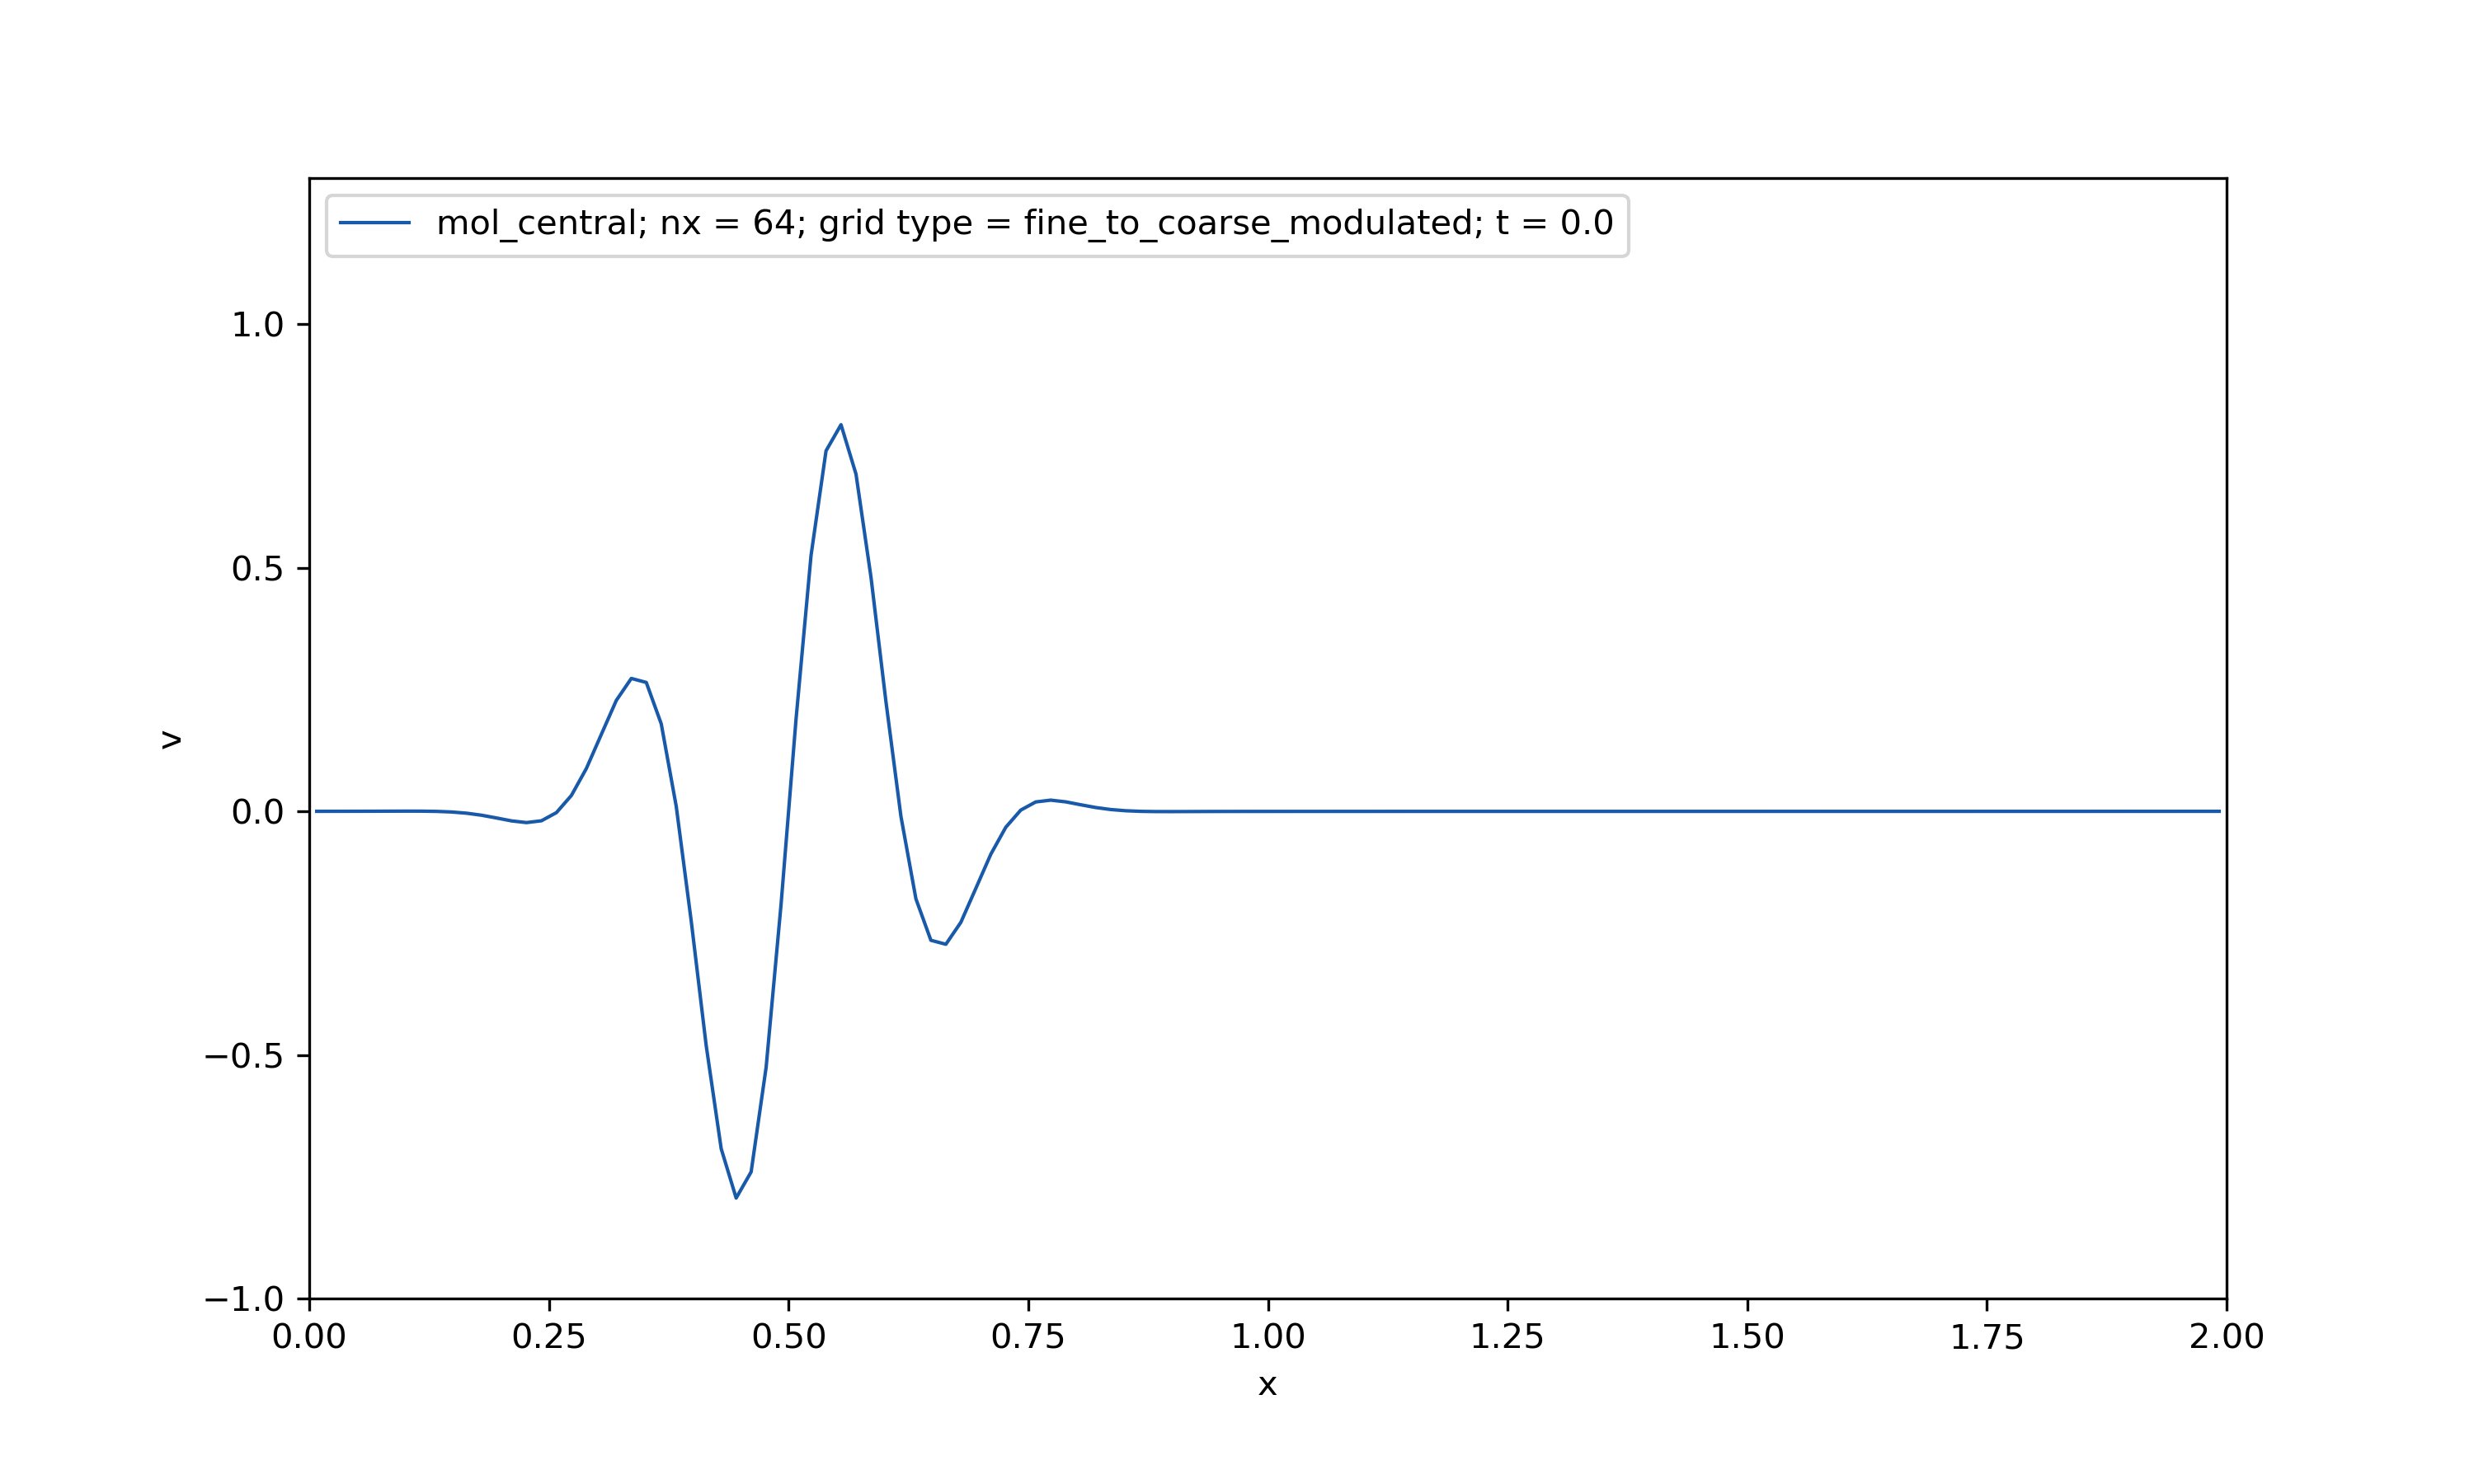 mol_central; nx = 64; grid type = fine_to_coarse_modulated; t = 0.0
1.0
0.5
0.0
−0.5
−1.0
v
0.00 0.25 0.50 0.75 1.00 1.25 1.50 1.75 2.00
x